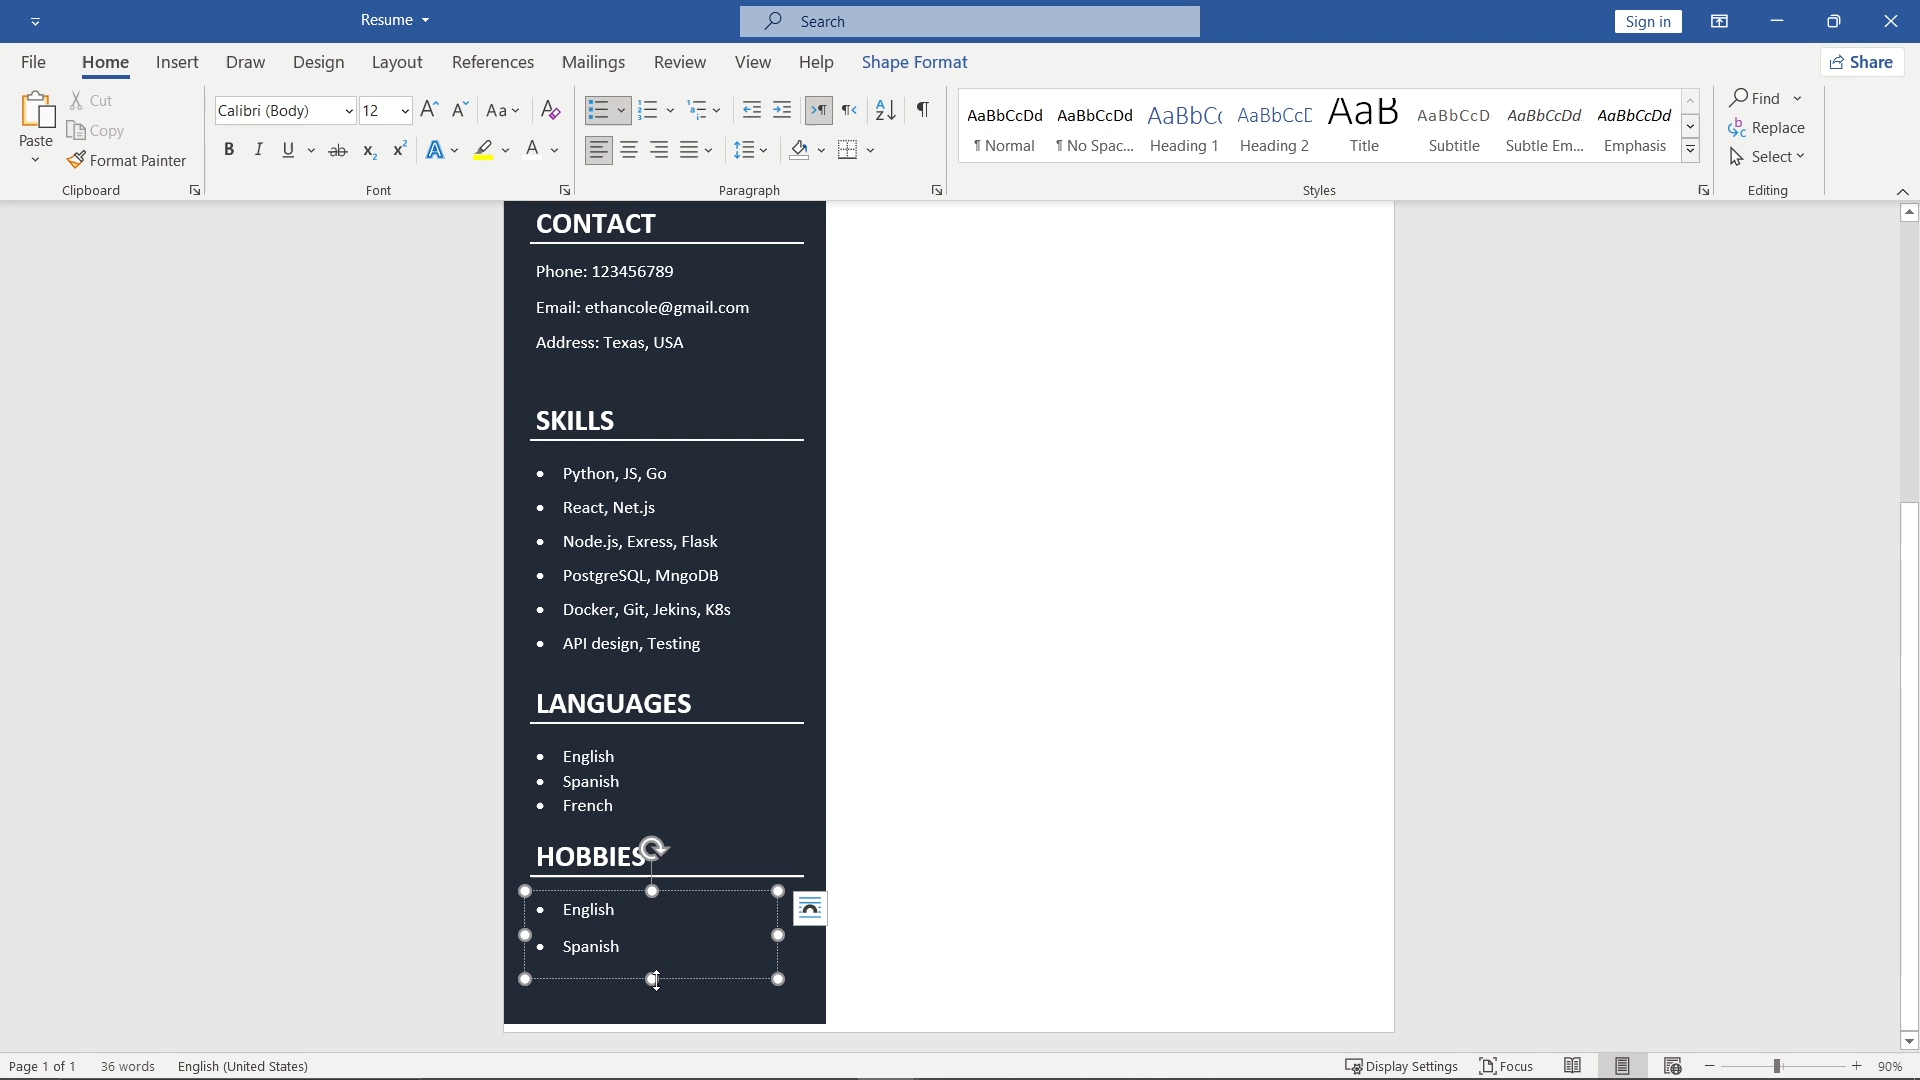 Resume
Search
Sign in
File Home Insert Draw Design Layout References Mailings Review View Help Shape Format
Share
Paste
Cut
Copy
Format Painter
Clipboard
Calibri (Body) 12
Aa
B I U ab x₂ x² A A
Font
Paragraph
AaBbCcDd AaBbCcDd AaBbCc AaBbCcD AaB AaBbCcD AaBbCcDd AaBbCcDd
¶ Normal ¶ No Spac... Heading 1 Heading 2 Title Subtitle Subtle Em... Emphasis
Styles
Find
Replace
Select
Editing
CONTACT
Phone: 123456789
Email: ethancole@gmail.com
Address: Texas, USA
SKILLS
• Python, JS, Go
• React, Net.js
• Node.js, Exress, Flask
• PostgreSQL, MngoDB
• Docker, Git, Jekins, K8s
• API design, Testing
LANGUAGES
• English
• Spanish
• French
HOBBIES
• English
• Spanish
Page 1 of 1 36 words English (United States)
Display Settings Focus 90%